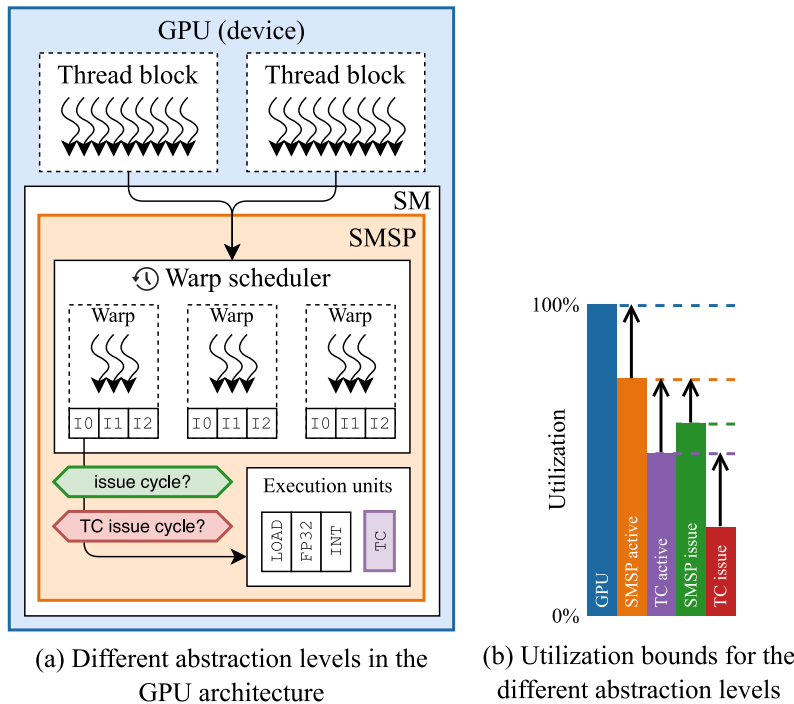 GPU (device)
Thread block
Thread block
SM
SMSP
Warp scheduler
Warp
Warp
Warp
I0 I1 I2
I0 I1 I2
I0 I1 I2
issue cycle?
TC issue cycle?
Execution units
LOAD
FP32
INT
TC
(a) Different abstraction levels in the
GPU architecture
100%
Utilization
0%
GPU
SMSP active
TC active
SMSP issue
TC issue
(b) Utilization bounds for the
different abstraction levels